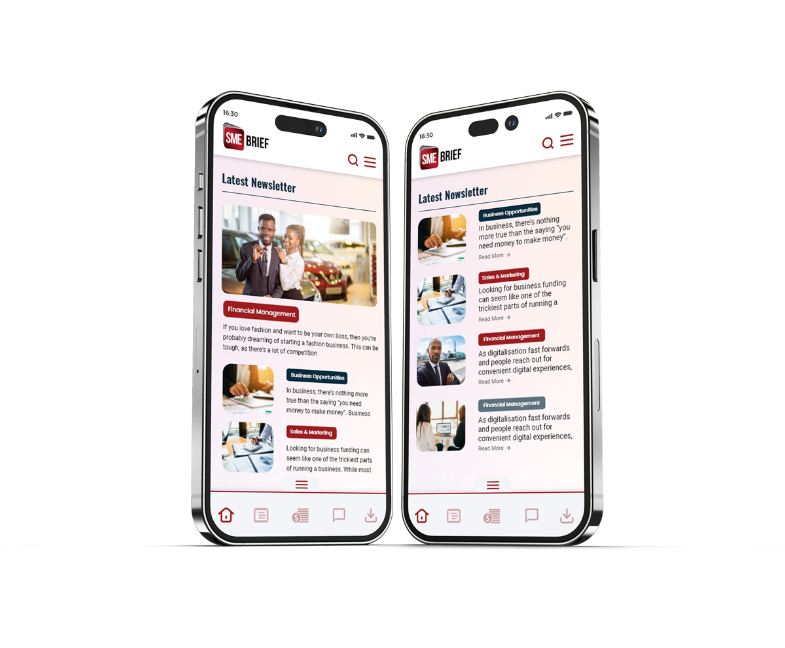 16:30
SME BRIEF
Latest Newsletter
Financial Management
If you love fashion and want to be your own boss, then you're
probably dreaming of starting a fashion business. This can be
tough, as there's a lot of competition
Business Opportunities
In business, there's nothing more
true than the saying "you need
money to make money". Business
Sales & Marketing
Looking for business funding can
seem like one of the trickiest parts
of running a business. While most
16:30
SME BRIEF
Latest Newsletter
Business Opportunities
In business, there's nothing
more true than the saying "you
need money to make money".
Read More →
Sales & Marketing
Looking for business funding
can seem like one of the
trickiest parts of running a
Read More →
Financial Management
As digitalisation fast forwards
and people reach out for
convenient digital experiences,
Read More →
Financial Management
As digitalisation fast forwards
and people reach out for
convenient digital experiences,
Read More →